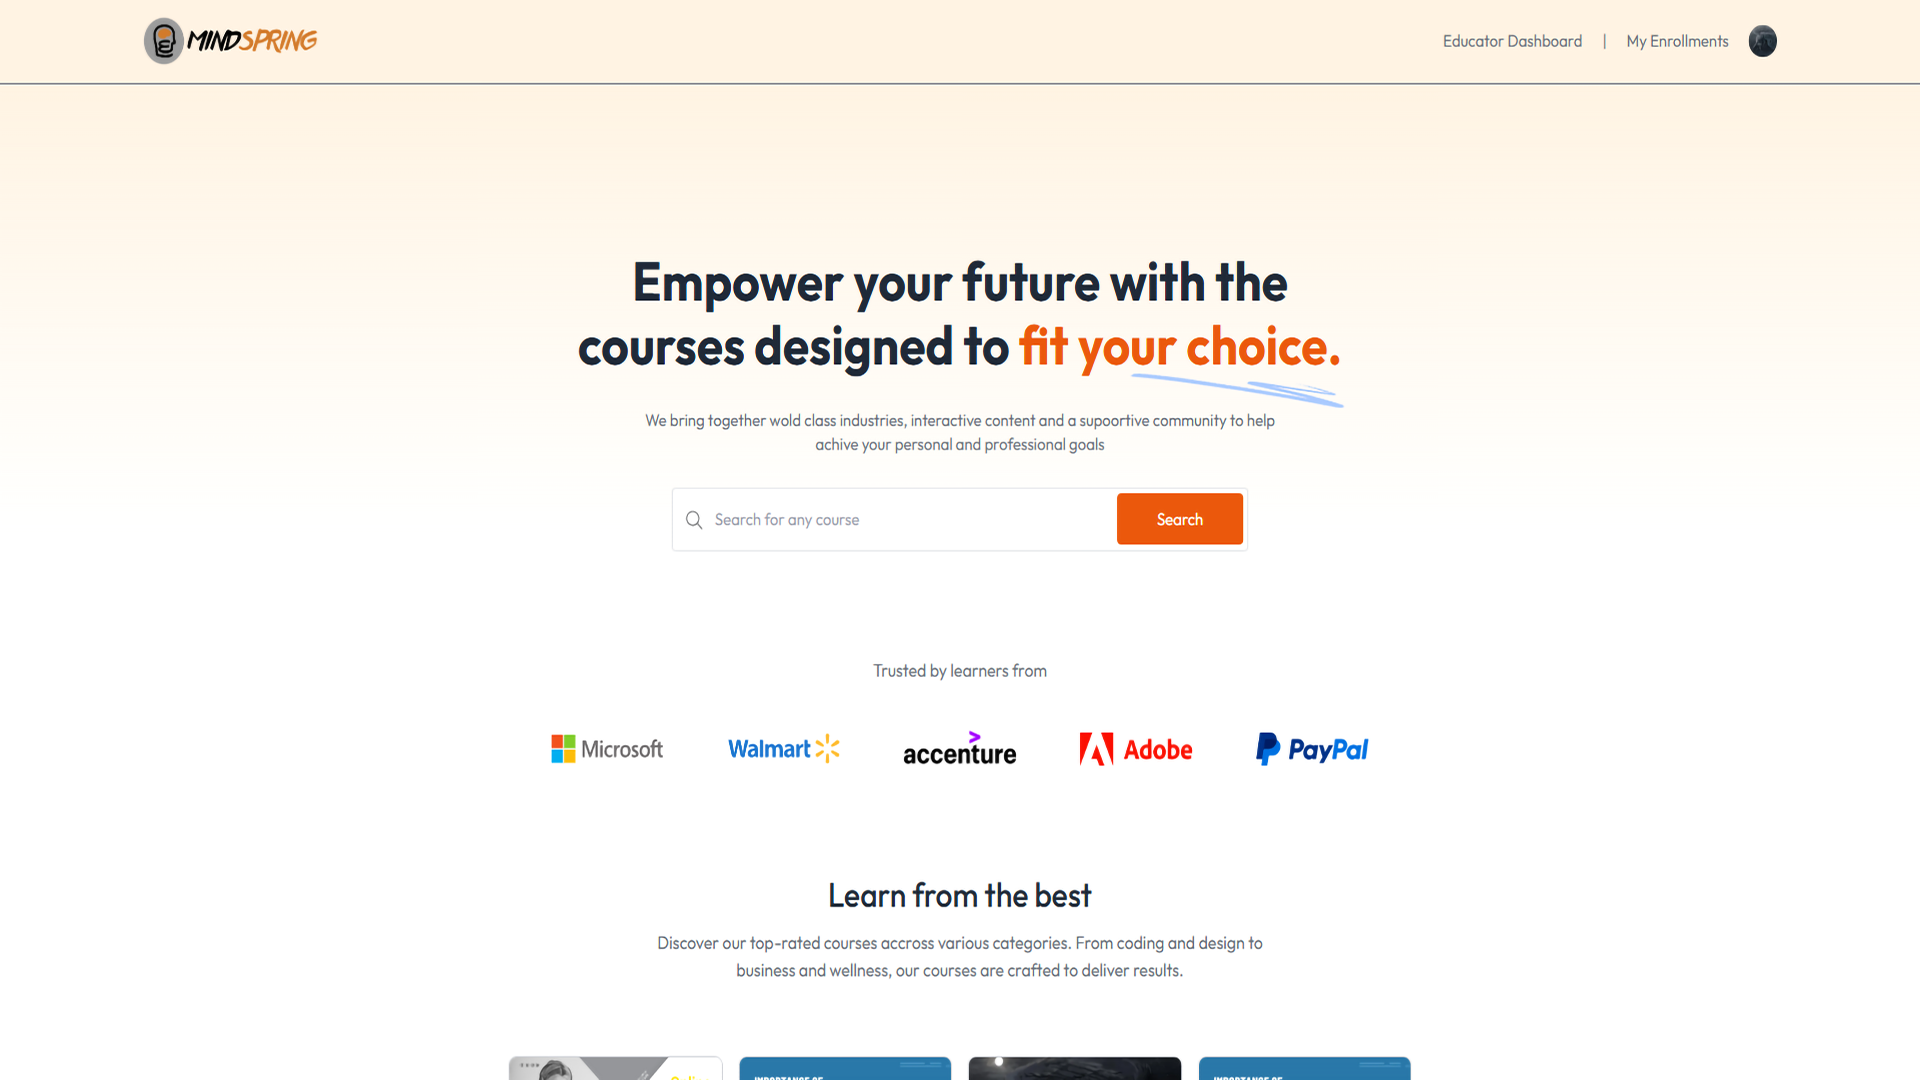 MINDSPRING
Educator Dashboard | My Enrollments
Empower your future with the
courses designed to fit your choice.
We bring together wold class industries, interactive content and a supoortive community to help
achive your personal and professional goals
Search for any course
Search
Trusted by learners from
Microsoft
Walmart
accenture
Adobe
PayPal
Learn from the best
Discover our top-rated courses accross various categories. From coding and design to
business and wellness, our courses are crafted to deliver results.